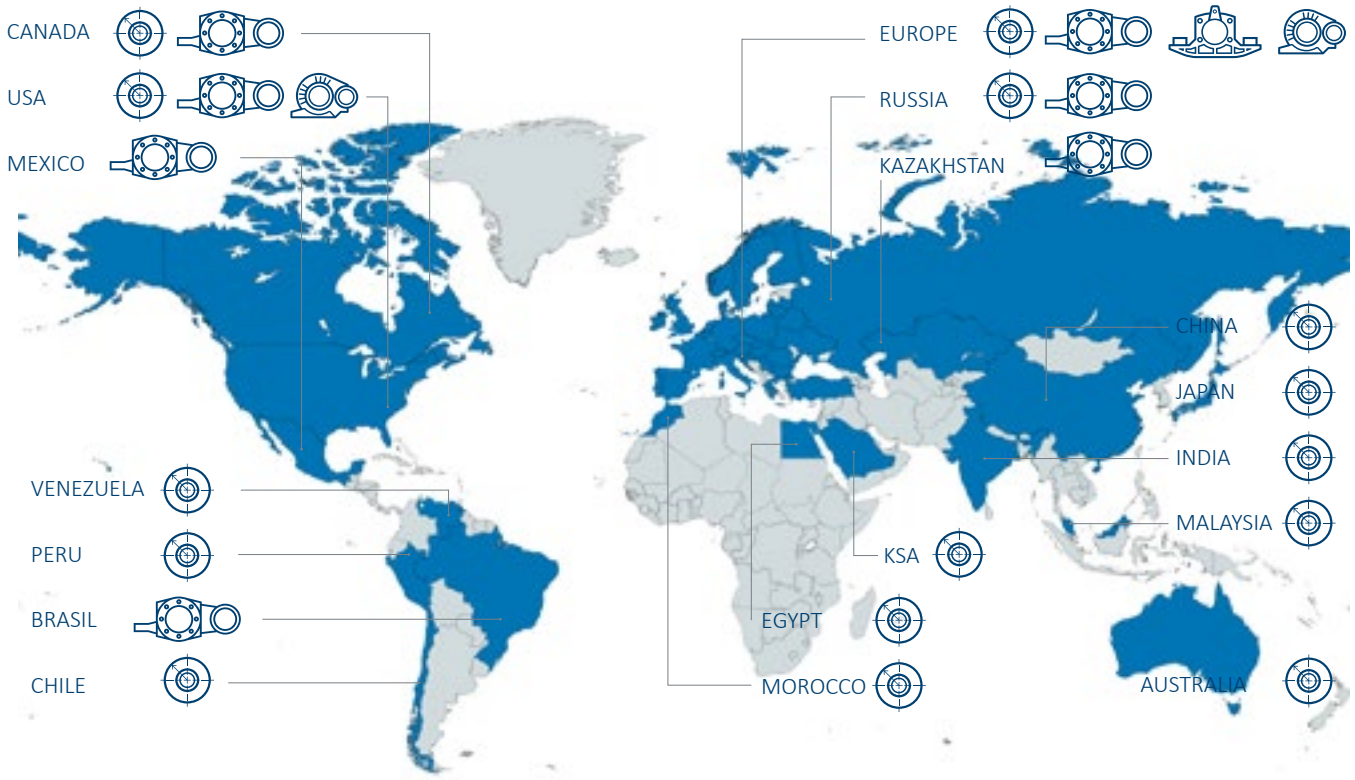 CANADA
USA
MEXICO
EUROPE
RUSSIA
KAZAKHSTAN
CHINA
JAPAN
INDIA
MALAYSIA
VENEZUELA
PERU
BRASIL
CHILE
KSA
EGYPT
MOROCCO
AUSTRALIA